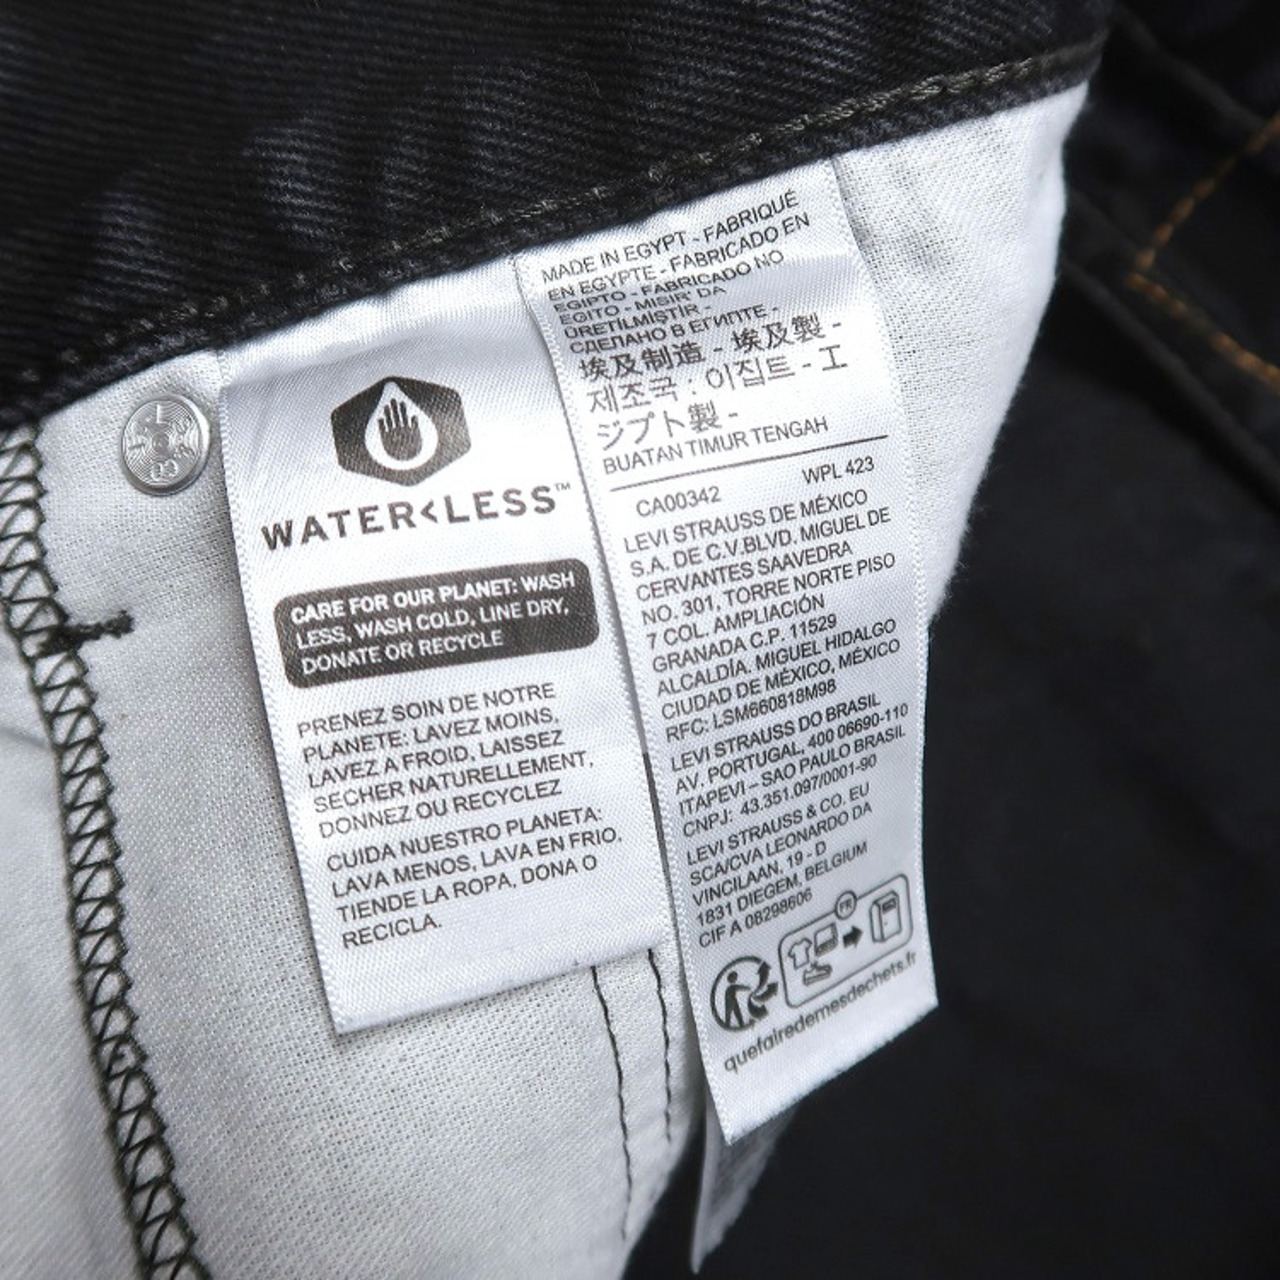 WATER<LESS™
CARE FOR OUR PLANET: WASH
LESS, WASH COLD, LINE DRY,
DONATE OR RECYCLE
PRENEZ SOIN DE NOTRE
PLANETE: LAVEZ MOINS,
LAVEZ A FROID, LAISSEZ
SECHER NATURELLEMENT,
DONNEZ OU RECYCLEZ
CUIDA NUESTRO PLANETA:
LAVA MENOS, LAVA EN FRIO,
TIENDE LA ROPA, DONA O
RECICLA.
MADE IN EGYPT - FABRIQUÉ
EN EGYPTE - FABRICADO EN
EGIPTO - FABRICADO NO
EGITO - MISIR' DA
ÜRETİLMİŞTİR -
СДЕЛАНО В ЕГИПТЕ -
埃及制造 - 埃及製 -
제조국 : 이집트 - エ
ジプト製 -
BUATAN TIMUR TENGAH
CA00342 WPL 423
LEVI STRAUSS DE MÉXICO
S.A. DE C.V.BLVD. MIGUEL DE
CERVANTES SAAVEDRA
NO. 301, TORRE NORTE PISO
7 COL. AMPLIACIÓN
GRANADA C.P. 11529
ALCALDÍA. MIGUEL HIDALGO
CIUDAD DE MÉXICO, MÉXICO
RFC: LSM660818M98
LEVI STRAUSS DO BRASIL
AV, PORTUGAL, 400 06690-110
ITAPEVI – SAO PAULO BRASIL
CNPJ: 43.351.097/0001-90
LEVI STRAUSS & CO. EU
SCA/CVA LEONARDO DA
VINCILAAN, 19 - D
1831 DIEGEM, BELGIUM
CIF A 08298606
FR
quefairedemesdechets.fr